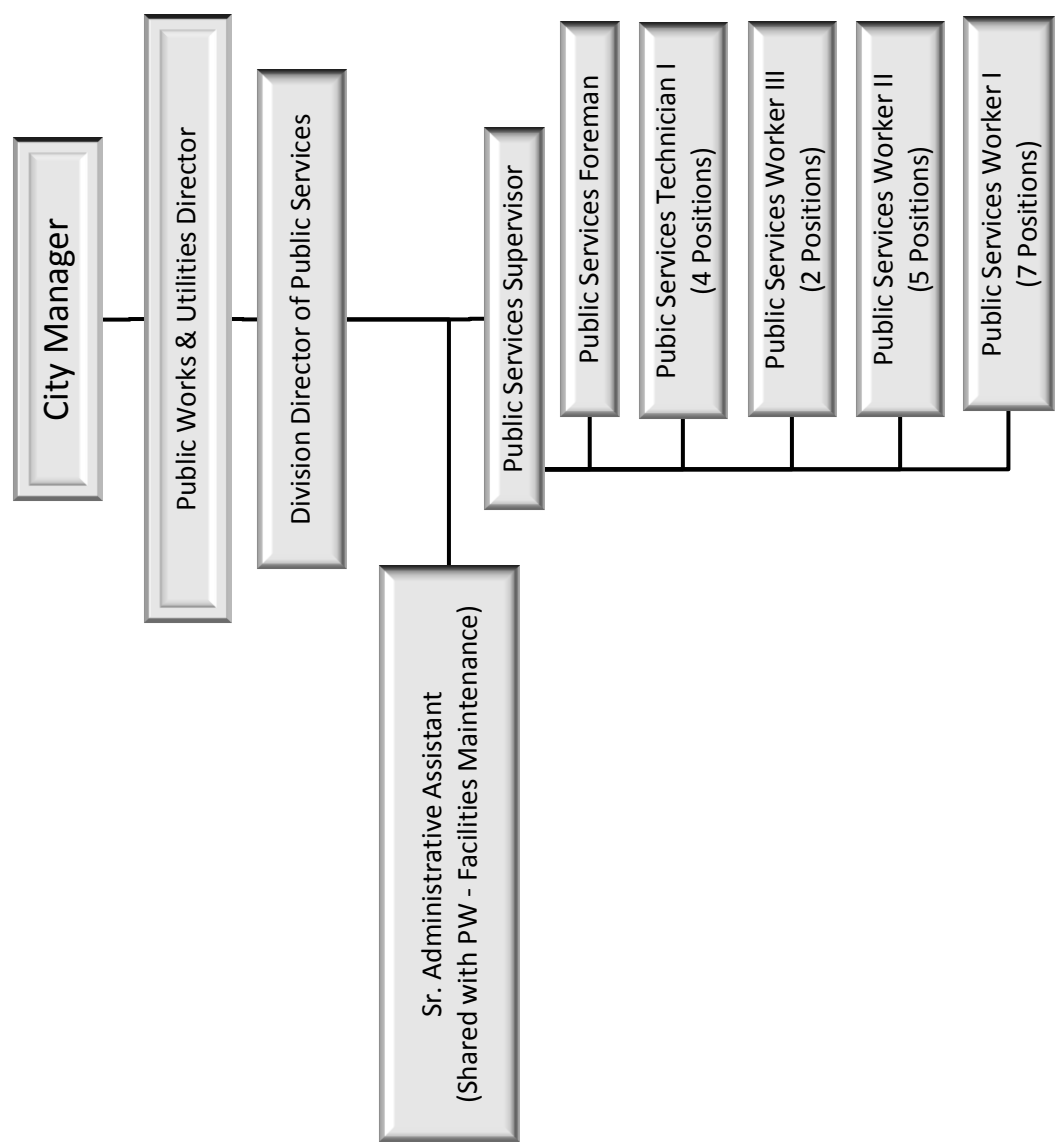 City Manager
Public Works & Utilities Director
Division Director of Public Services
Sr. Administrative Assistant
(Shared with PW - Facilities Maintenance)
Public Services Supervisor
Public Services Foreman
Pubic Services Technician I
(4 Positions)
Public Services Worker III
(2 Positions)
Public Services Worker II
(5 Positions)
Public Services Worker I
(7 Positions)